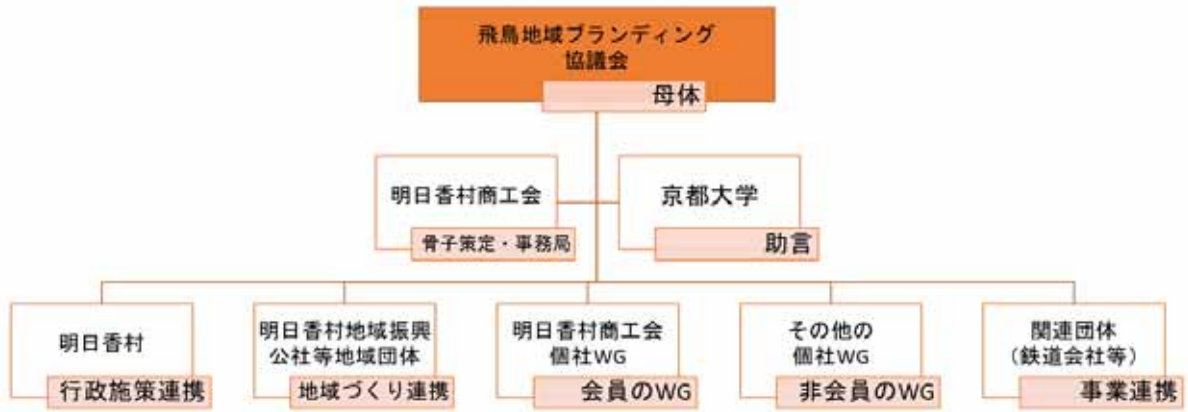 飛鳥地域ブランディング
協議会
母体
明日香村商工会
骨子策定・事務局
京都大学
助言
明日香村
行政施策連携
明日香村地域振興
公社等地域団体
地域づくり連携
明日香村商工会
個社WG
会員のWG
その他の
個社WG
非会員のWG
関連団体
（鉄道会社等）
事業連携